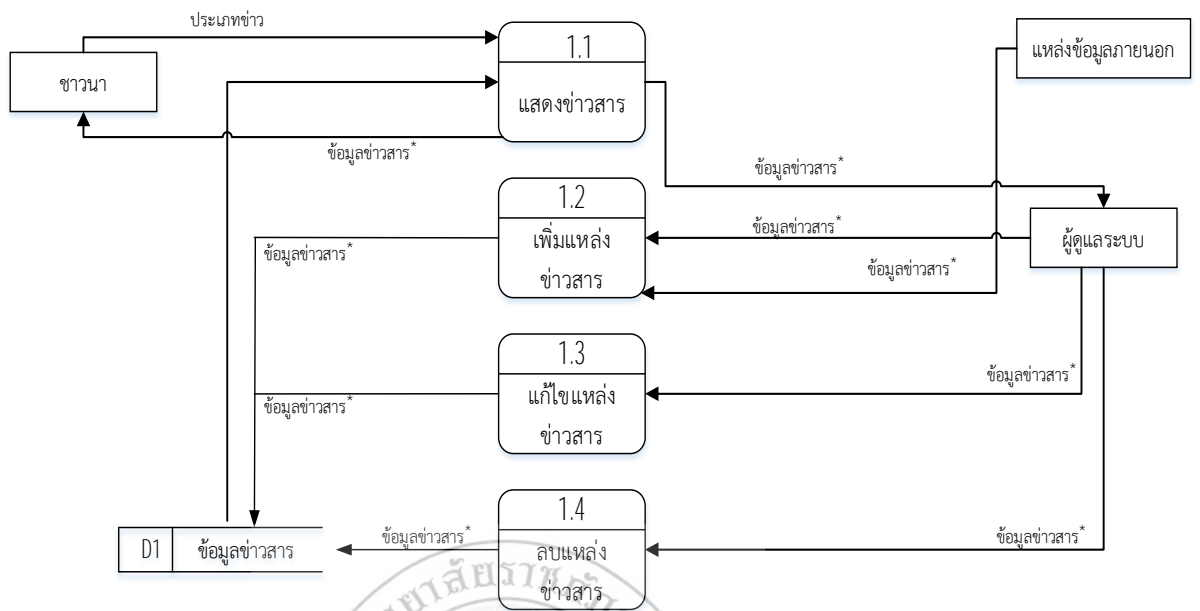 ประเภทข่าว
1.1
แหล่งข้อมูลภายนอก
ชาวนา
แสดงข่าวสาร
ข้อมูลข่าวสาร*
ข้อมูลข่าวสาร*
1.2
ข้อมูลข่าวสาร*
เพิ่มแหล่ง
ข่าวสาร
ข้อมูลข่าวสาร*
ผู้ดูแลระบบ
ข้อมูลข่าวสาร*
1.3
แก้ไขแหล่ง
ข่าวสาร
ข้อมูลข่าวสาร*
ข้อมูลข่าวสาร*
1.4
D1
ข้อมูลข่าวสาร
ข้อมูลข่าวสาร*
ลบแหล่ง
ข่าวสาร
ข้อมูลข่าวสาร*